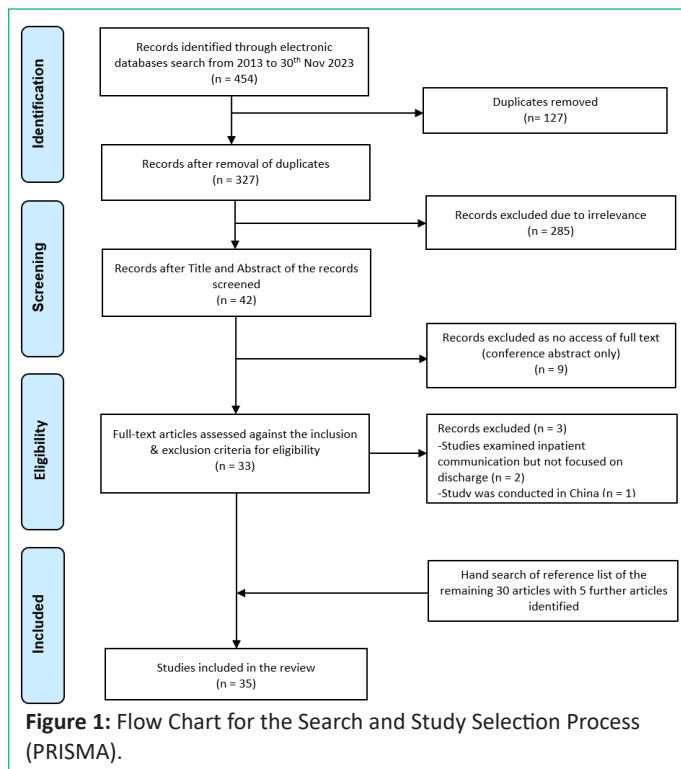 Identification
Records identified through electronic
databases search from 2013 to 30th Nov 2023
(n = 454)
Duplicates removed
(n= 127)
Records after removal of duplicates
(n = 327)
Screening
Records excluded due to irrelevance
(n = 285)
Records after Title and Abstract of the records
screened
(n = 42)
Records excluded as no access of full text
(conference abstract only)
(n = 9)
Eligibility
Full-text articles assessed against the inclusion
& exclusion criteria for eligibility
(n = 33)
Records excluded (n = 3)
-Studies examined inpatient
communication but not focused on
discharge (n = 2)
-Study was conducted in China (n = 1)
Included
Hand search of reference list of the
remaining 30 articles with 5 further articles
identified
Studies included in the review
(n = 35)
Figure 1: Flow Chart for the Search and Study Selection Process
(PRISMA).